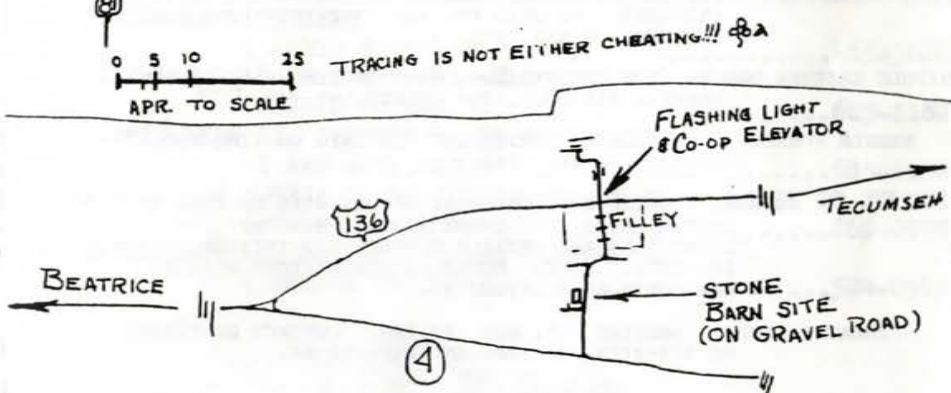 TRACING IS NOT EITHER CHEATING!!!
0 5 10 25
APR. TO SCALE
FLASHING LIGHT
& CO-OP ELEVATOR
136
FILLEY
TECUMSEH
BEATRICE
STONE
BARN SITE
(ON GRAVEL ROAD)
4